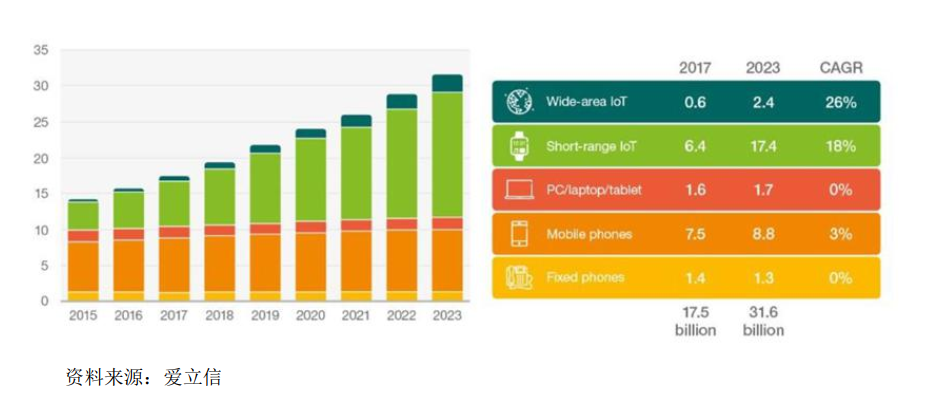 35
30
25
20
15
10
5
0
2015 2016 2017 2018 2019 2020 2021 2022 2023
2017 2023 CAGR
Wide-area IoT 0.6 2.4 26%
Short-range IoT 6.4 17.4 18%
PC/laptop/tablet 1.6 1.7 0%
Mobile phones 7.5 8.8 3%
Fixed phones 1.4 1.3 0%
17.5 31.6
billion billion
资料来源：爱立信